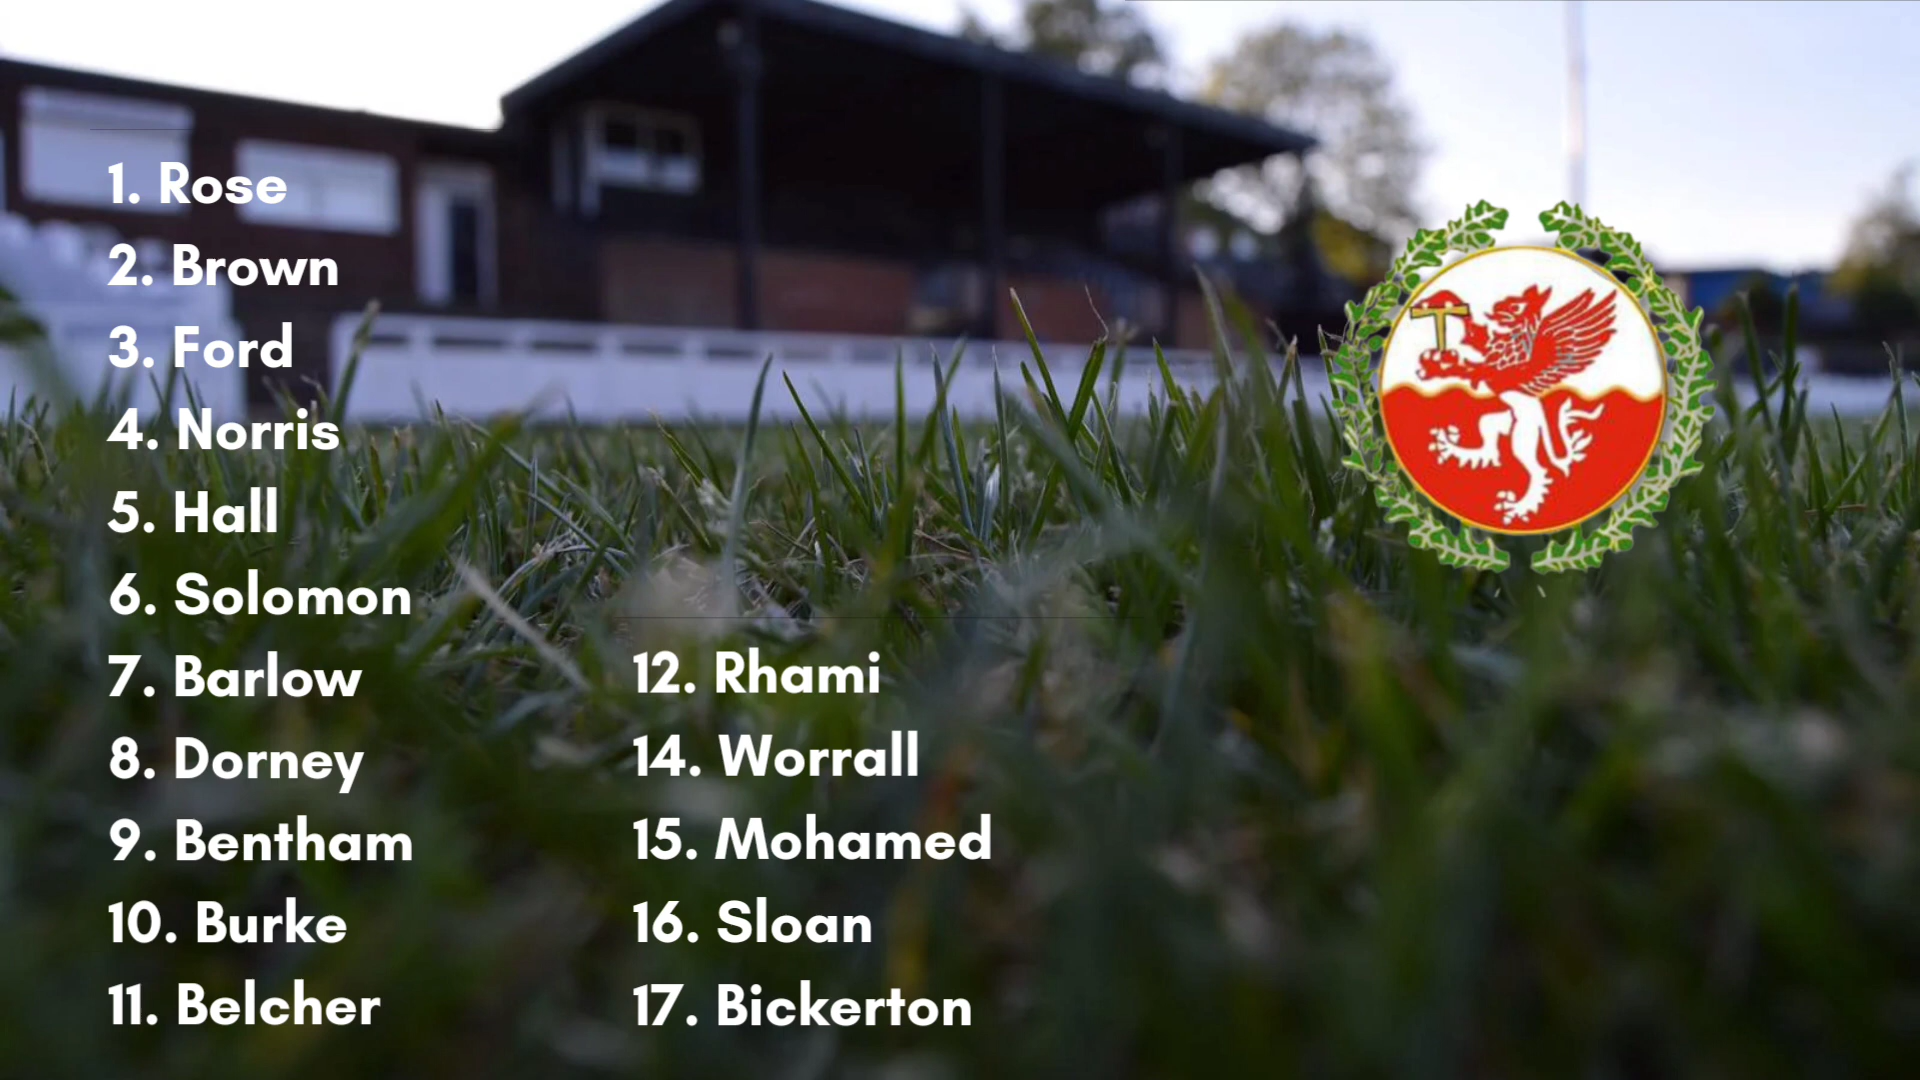 1. Rose
2. Brown
3. Ford
4. Norris
5. Hall
6. Solomon
7. Barlow
8. Dorney
9. Bentham
10. Burke
11. Belcher
12. Rhami
14. Worrall
15. Mohamed
16. Sloan
17. Bickerton